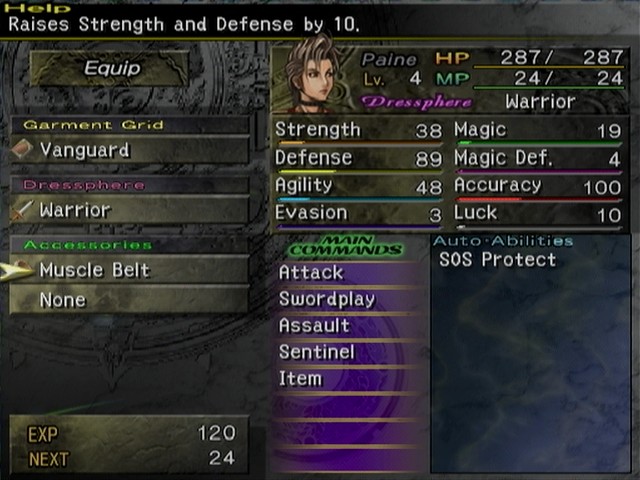 Help
Raises Strength and Defense by 10.
Equip
Paine HP 287/ 287
Lv. 4 MP 24/ 24
Dressphere Warrior
Garment Grid
Vanguard
Dressphere
Warrior
Accessories
Muscle Belt
None
Strength 38 Magic 19
Defense 89 Magic Def. 4
Agility 48 Accuracy 100
Evasion 3 Luck 10
MAIN COMMANDS
Attack
Swordplay
Assault
Sentinel
Item
Auto-Abilities
SOS Protect
EXP 120
NEXT 24